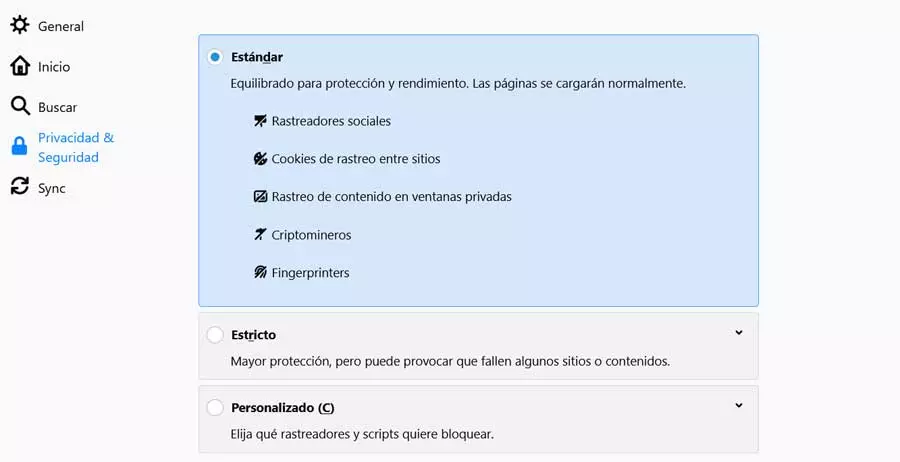 General
Inicio
Buscar
Privacidad &
Seguridad
Sync
Estándar
Equilibrado para protección y rendimiento. Las páginas se cargarán normalmente.
Rastreadores sociales
Cookies de rastreo entre sitios
Rastreo de contenido en ventanas privadas
Criptomineros
Fingerprinters
Estricto
Mayor protección, pero puede provocar que fallen algunos sitios o contenidos.
Personalizado (C)
Elija qué rastreadores y scripts quiere bloquear.